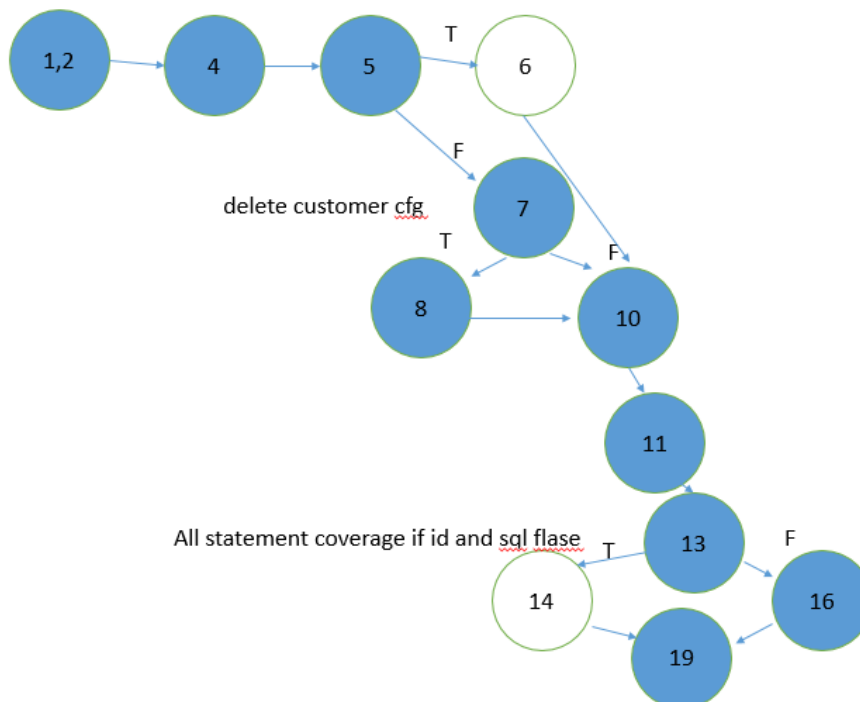 1,2
4
5
T
6
F
delete customer cfg
7
T
F
8
10
11
All statement coverage if id and sql flase
T
13
F
14
16
19